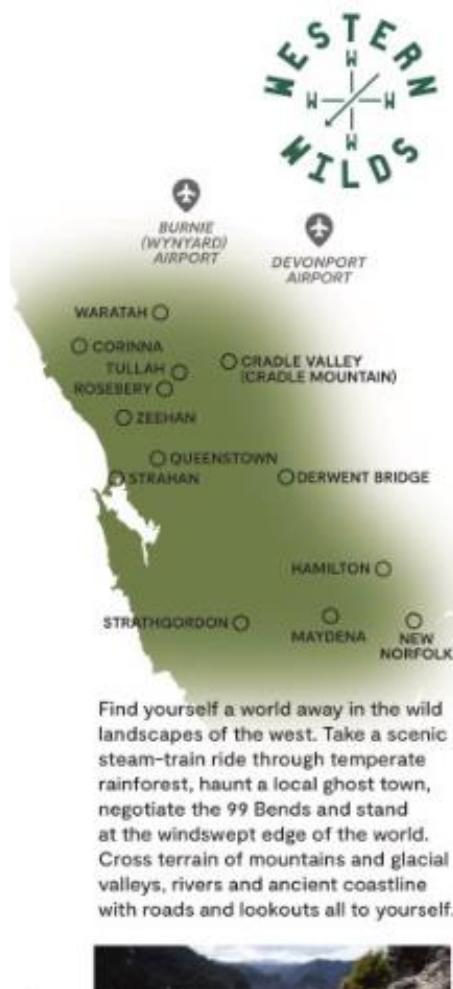 WESTERN
W
W W
W
WILDS
BURNIE
(WYNYARD)
AIRPORT
DEVONPORT
AIRPORT
WARATAH
CORINNA
TULLAH
CRADLE VALLEY
(CRADLE MOUNTAIN)
ROSEBERY
ZEEHAN
QUEENSTOWN
STRAHAN
DERWENT BRIDGE
HAMILTON
STRATHGORDON
MAYDENA
NEW
NORFOLK
Find yourself a world away in the wild
landscapes of the west. Take a scenic
steam-train ride through temperate
rainforest, haunt a local ghost town,
negotiate the 99 Bends and stand
at the windswept edge of the world.
Cross terrain of mountains and glacial
valleys, rivers and ancient coastline
with roads and lookouts all to yourself.